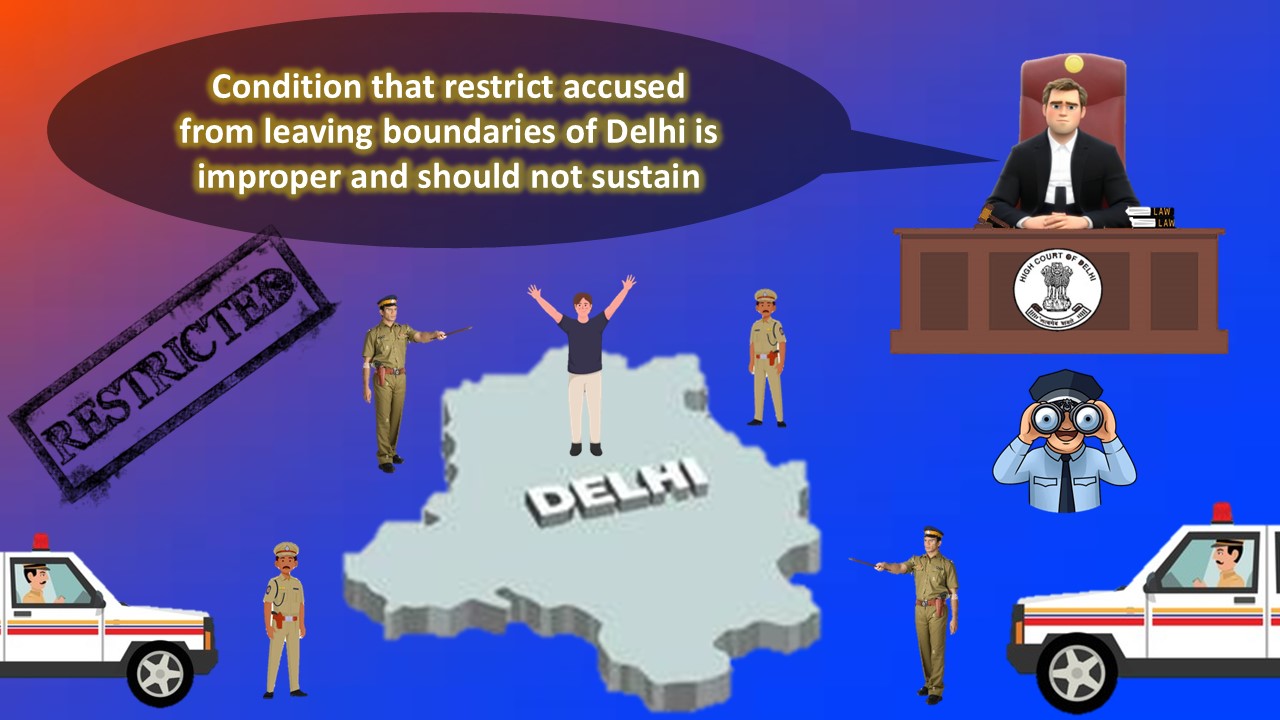 Condition that restrict accused
from leaving boundaries of Delhi is
improper and should not sustain
LAW
LAW
HIGH COURT OF DELHI
RESTRICTED
DELHI